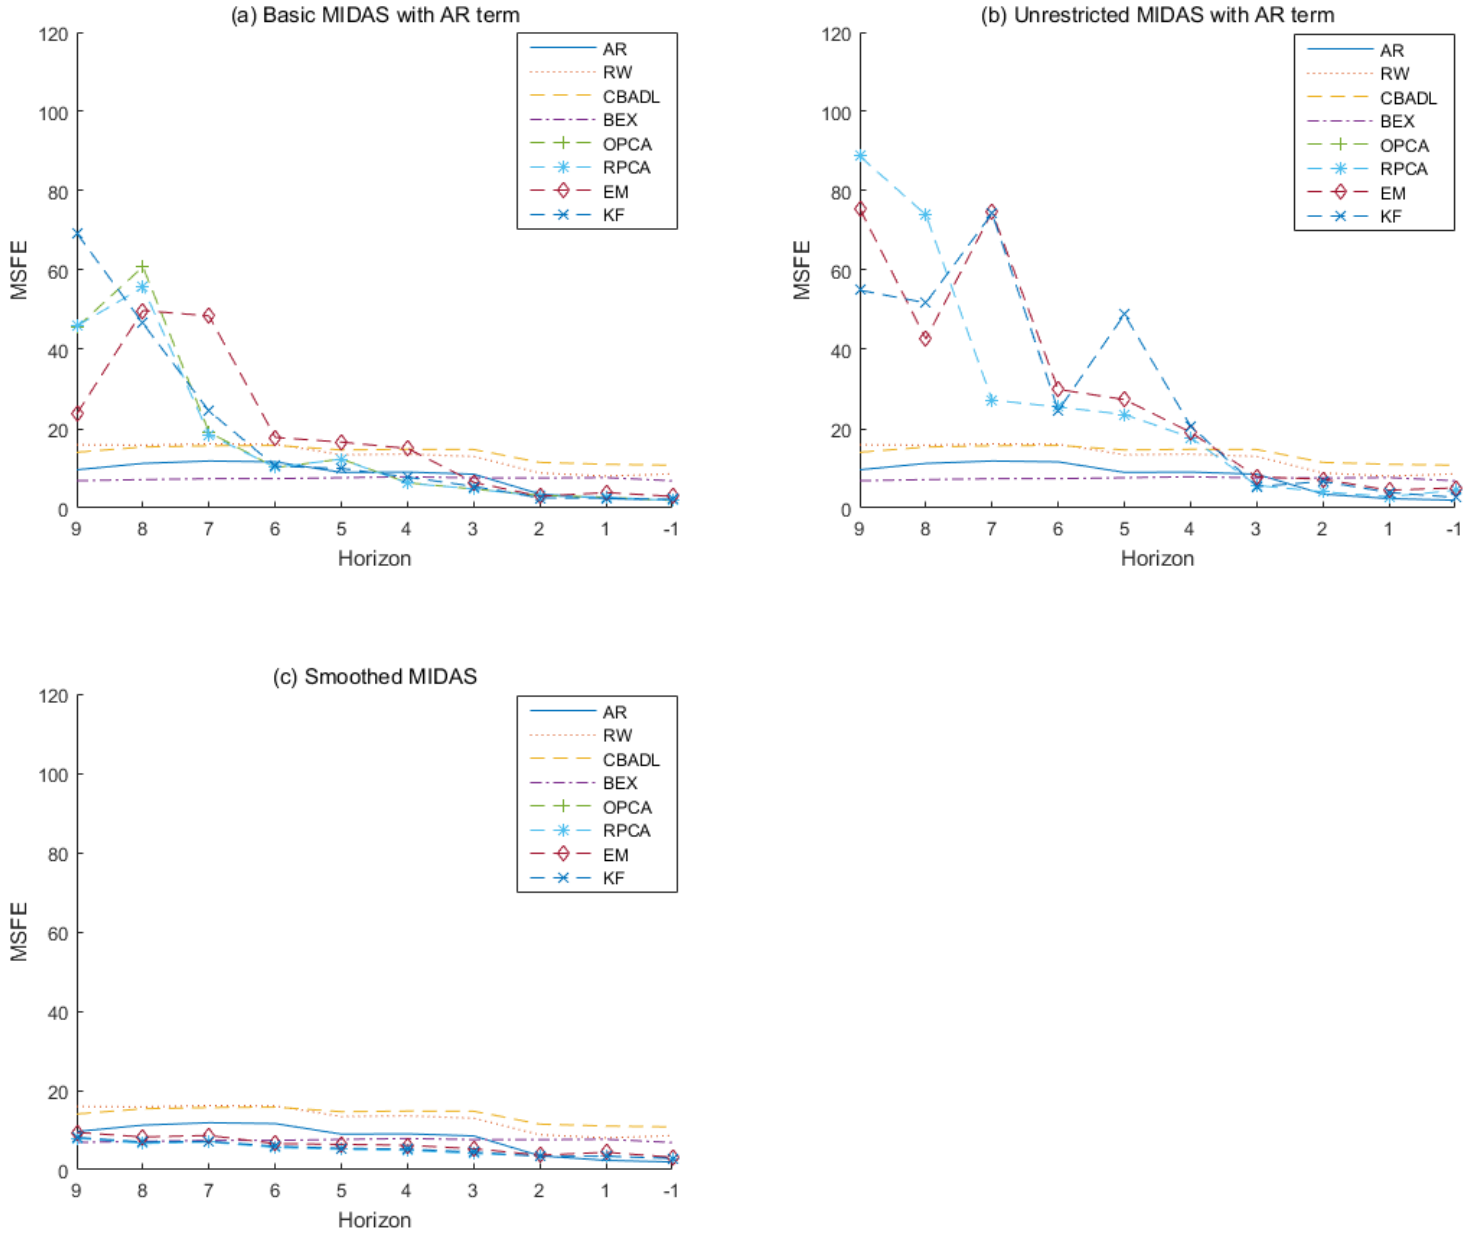 (a) Basic MIDAS with AR term
120
100
80
60
40
20
0
MSFE
9 8 7 6 5 4 3 2 1 -1
Horizon
AR
RW
CBADL
BEX
OPCA
RPCA
EM
KF
(b) Unrestricted MIDAS with AR term
120
100
80
60
40
20
0
MSFE
9 8 7 6 5 4 3 2 1 -1
Horizon
AR
RW
CBADL
BEX
OPCA
RPCA
EM
KF
(c) Smoothed MIDAS
120
100
80
60
40
20
0
MSFE
9 8 7 6 5 4 3 2 1 -1
Horizon
AR
RW
CBADL
BEX
OPCA
RPCA
EM
KF